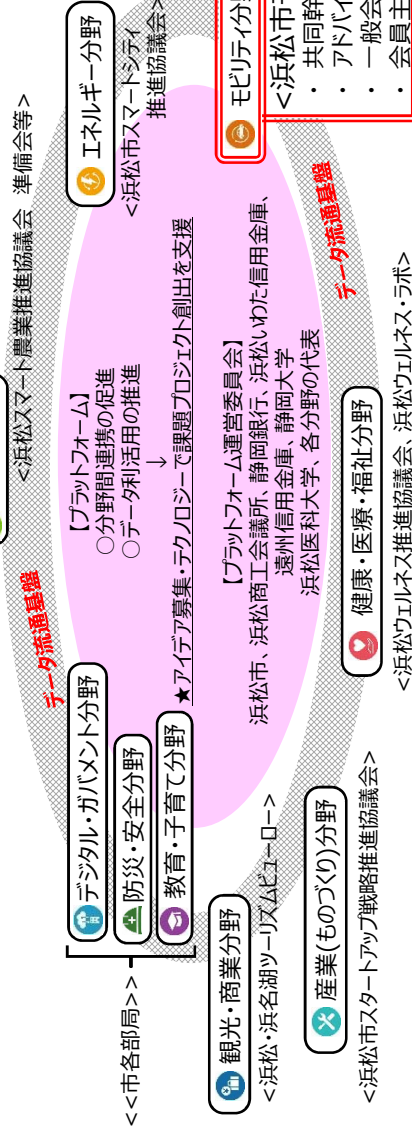 <浜松スマート農業推進協議会 準備会等>
エネルギー分野
<浜松市スマートシティ
推進協議会>
データ流通基盤
【プラットフォーム】
○分野間連携の促進
○データ利活用の推進
↓
★アイデア募集・テクノロジーで課題プロジェクト創出を支援
【プラットフォーム運営委員会】
浜松市、浜松商工会議所、静岡銀行、浜松いわた信用金庫、
遠州信用金庫、静岡大学
浜松医科大学、各分野の代表
モビリティ分
<浜松市
・ 共同幹
・ アドバイ
・ 一般会
・ 会員主
データ流通基盤
<<市各部局>>
デジタル・ガバメント分野
防災・安全分野
教育・子育て分野
観光・商業分野
<浜松・浜名湖ツーリズムビューロー>
産業(ものづくり)分野
<浜松市スタートアップ戦略推進協議会>
健康・医療・福祉分野
<浜松ウエルネス推進協議会、浜松ウエルネス・ラボ>